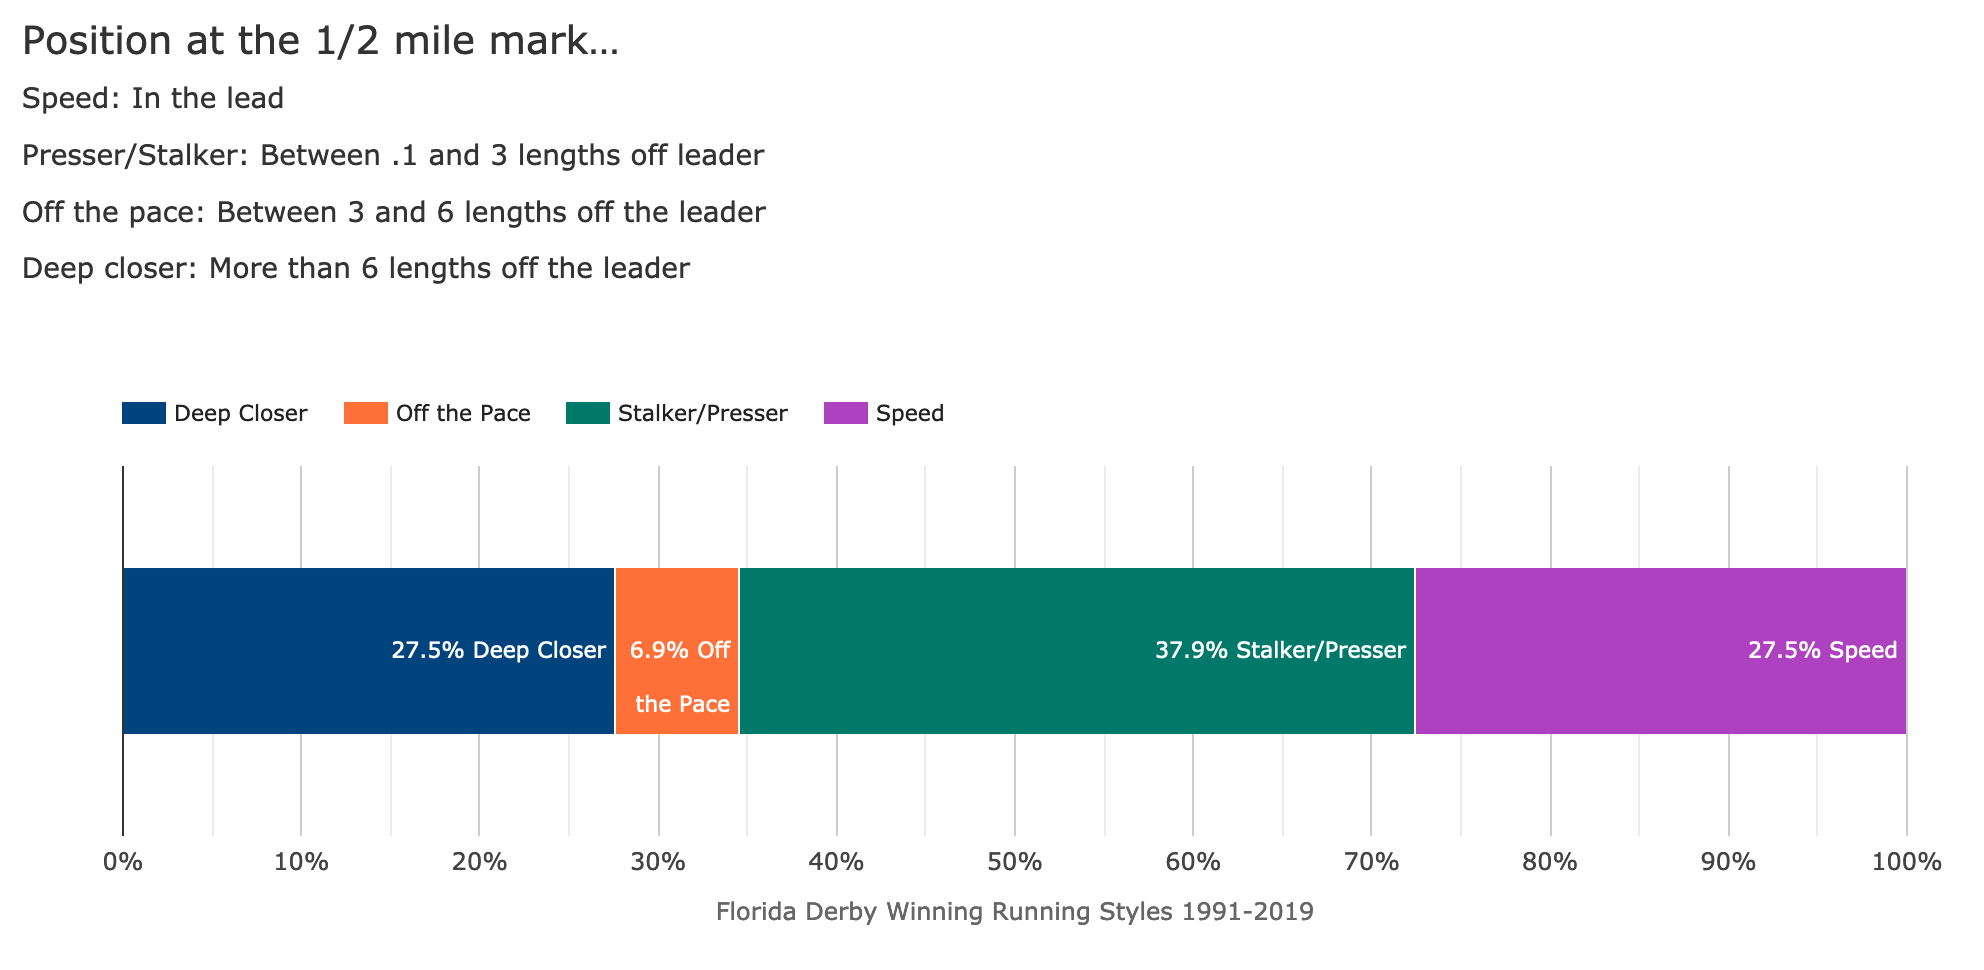 Position at the 1/2 mile mark...
Speed: In the lead
Presser/Stalker: Between .1 and 3 lengths off leader
Off the pace: Between 3 and 6 lengths off the leader
Deep closer: More than 6 lengths off the leader
Deep Closer Off the Pace Stalker/Presser Speed
27.5% Deep Closer 6.9% Off 37.9% Stalker/Presser 27.5% Speed
the Pace
0% 10% 20% 30% 40% 50% 60% 70% 80% 90% 100%
Florida Derby Winning Running Styles 1991-2019